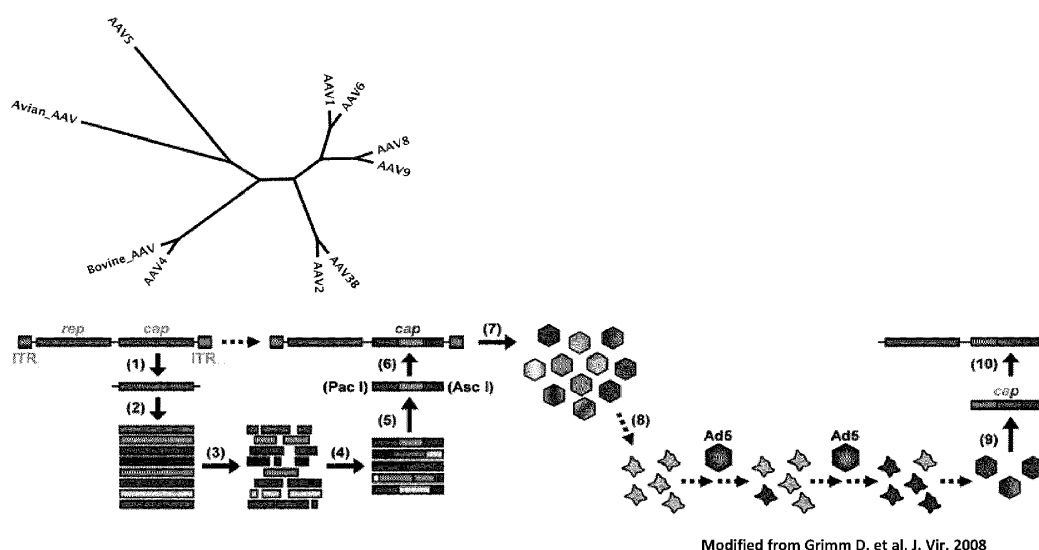 AAV5
Avian_AAV
AAV1
AAV6
AAV8
AAV9
Bovine_AAV
AAV4
AAV2
AAV3B
rep cap
ITR ITR
(1)
(2)
(3)
(4)
(5)
(6)
cap
(Pac I) (Asc I)
(7)
(8)
Ad5 Ad5
(9)
cap
(10)
Modified from Grimm D. et al. J. Vir. 2008